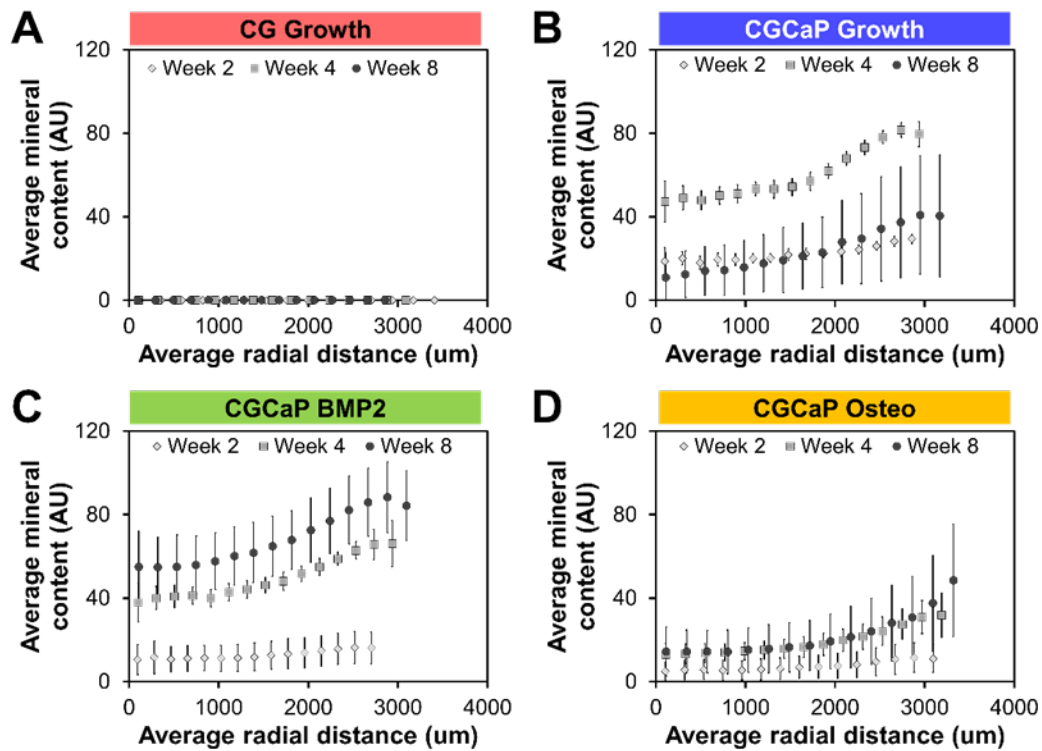 A
CG Growth
120
80
40
0
Average mineral
content (AU)
Week 2 Week 4 Week 8
0 1000 2000 3000 4000
Average radial distance (um)
B
CGCaP Growth
120
80
40
0
Average mineral
content (AU)
Week 2 Week 4 Week 8
0 1000 2000 3000 4000
Average radial distance (um)
C
CGCaP BMP2
120
80
40
0
Average mineral
content (AU)
Week 2 Week 4 Week 8
0 1000 2000 3000 4000
Average radial distance (um)
D
CGCaP Osteo
120
80
40
0
Average mineral
content (AU)
Week 2 Week 4 Week 8
0 1000 2000 3000 4000
Average radial distance (um)